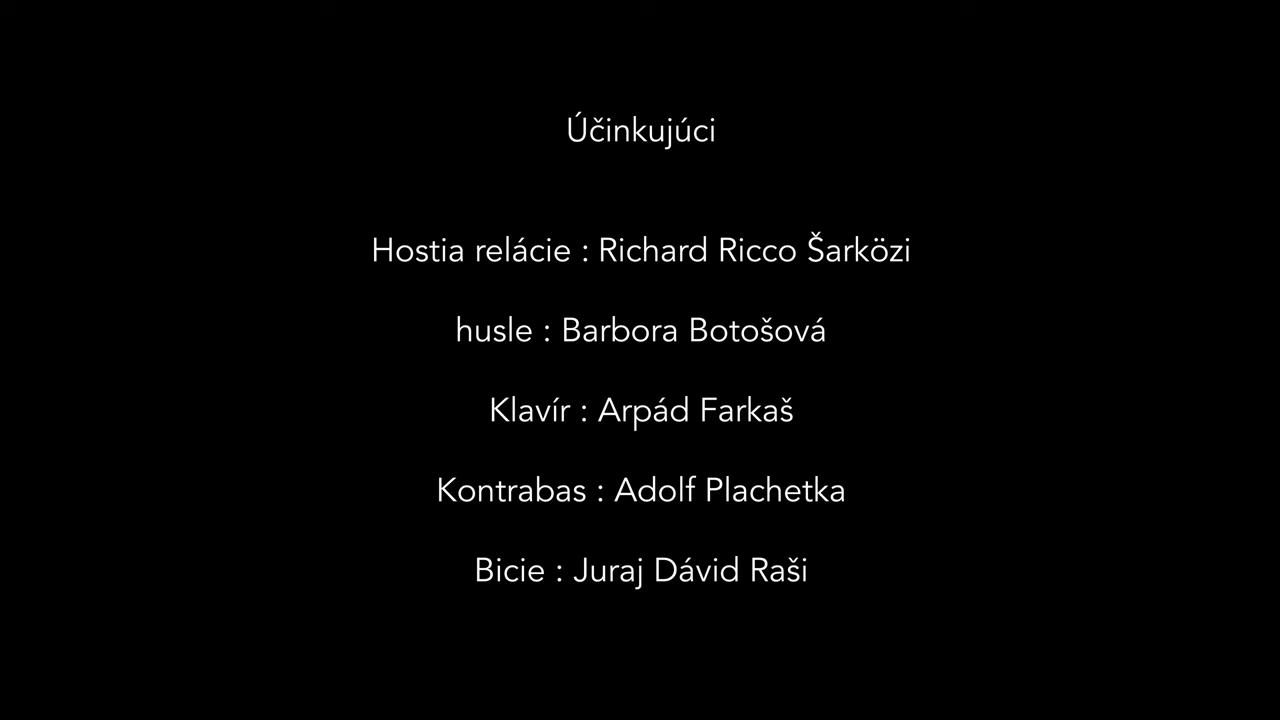 Účinkujúci
Hostia relácie : Richard Ricco Šarközi
husle : Barbora Botošová
Klavír : Arpád Farkaš
Kontrabas : Adolf Plachetka
Bicie : Juraj Dávid Raši